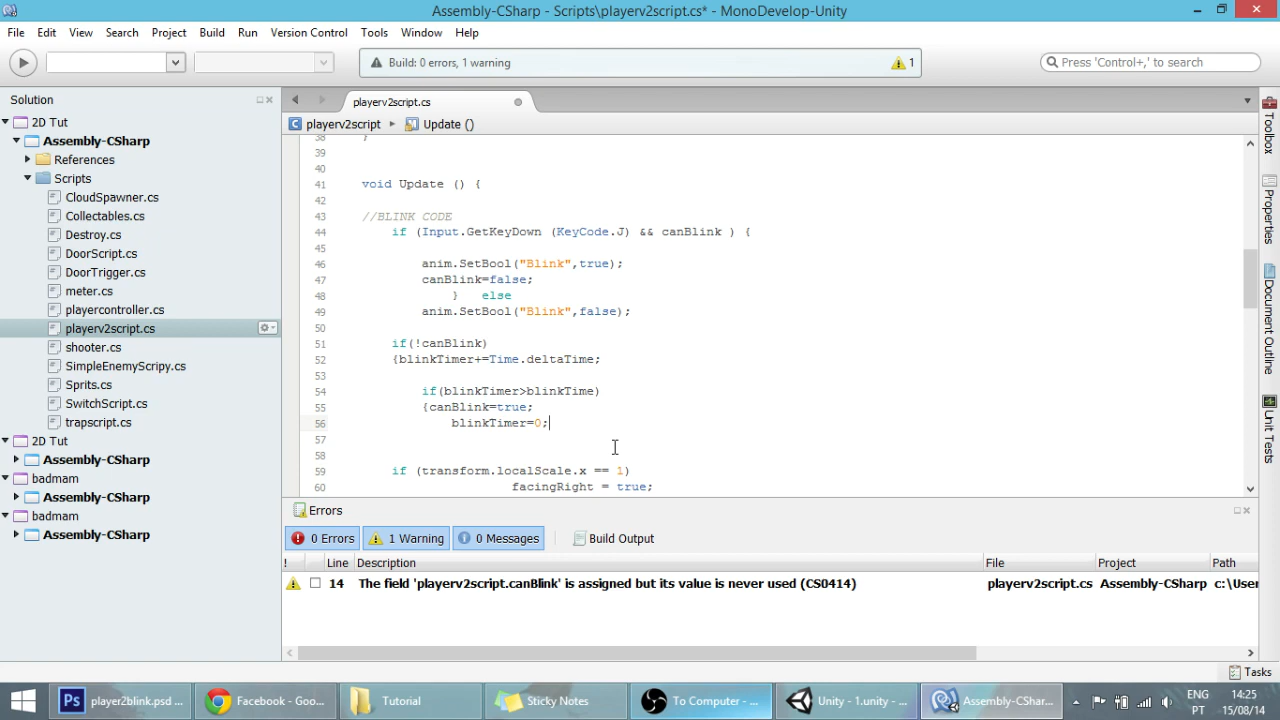 Assembly-CSharp - Scripts\playerv2script.cs* - MonoDevelop-Unity
File Edit View Search Project Build Run Version Control Tools Window Help
Build: 0 errors, 1 warning
1
Press 'Control+,' to search
Solution
2D Tut
Assembly-CSharp
References
Scripts
CloudSpawner.cs
Collectables.cs
Destroy.cs
DoorScript.cs
DoorTrigger.cs
meter.cs
playercontroller.cs
playerv2script.cs
shooter.cs
SimpleEnemyScripy.cs
Sprits.cs
SwitchScript.cs
trapscript.cs
2D Tut
Assembly-CSharp
badmam
Assembly-CSharp
badmam
Assembly-CSharp
playerv2script.cs
playerv2script Update ()
38 }
39
40
41 void Update () {
42
43 //BLINK CODE
44 if (Input.GetKeyDown (KeyCode.J) && canBlink ) {
45
46 anim.SetBool("Blink",true);
47 canBlink=false;
48 } else
49 anim.SetBool("Blink",false);
50
51 if(!canBlink)
52 {blinkTimer+=Time.deltaTime;
53
54 if(blinkTimer>blinkTime)
55 {canBlink=true;
56 blinkTimer=0;
57
58
59 if (transform.localScale.x == 1)
60 facingRight = true;
Toolbox
Properties
Document Outline
Unit Tests
Errors
0 Errors 1 Warning 0 Messages Build Output
! Line Description File Project Path
14 The field 'playerv2script.canBlink' is assigned but its value is never used (CS0414) playerv2script.cs Assembly-CSharp c:\User
Tasks
Ps player2blink.psd ... Facebook - Goo... Tutorial Sticky Notes To Computer - ... Unity - 1.unity - ... Assembly-CShar...
ENG 14:25
PT 15/08/14